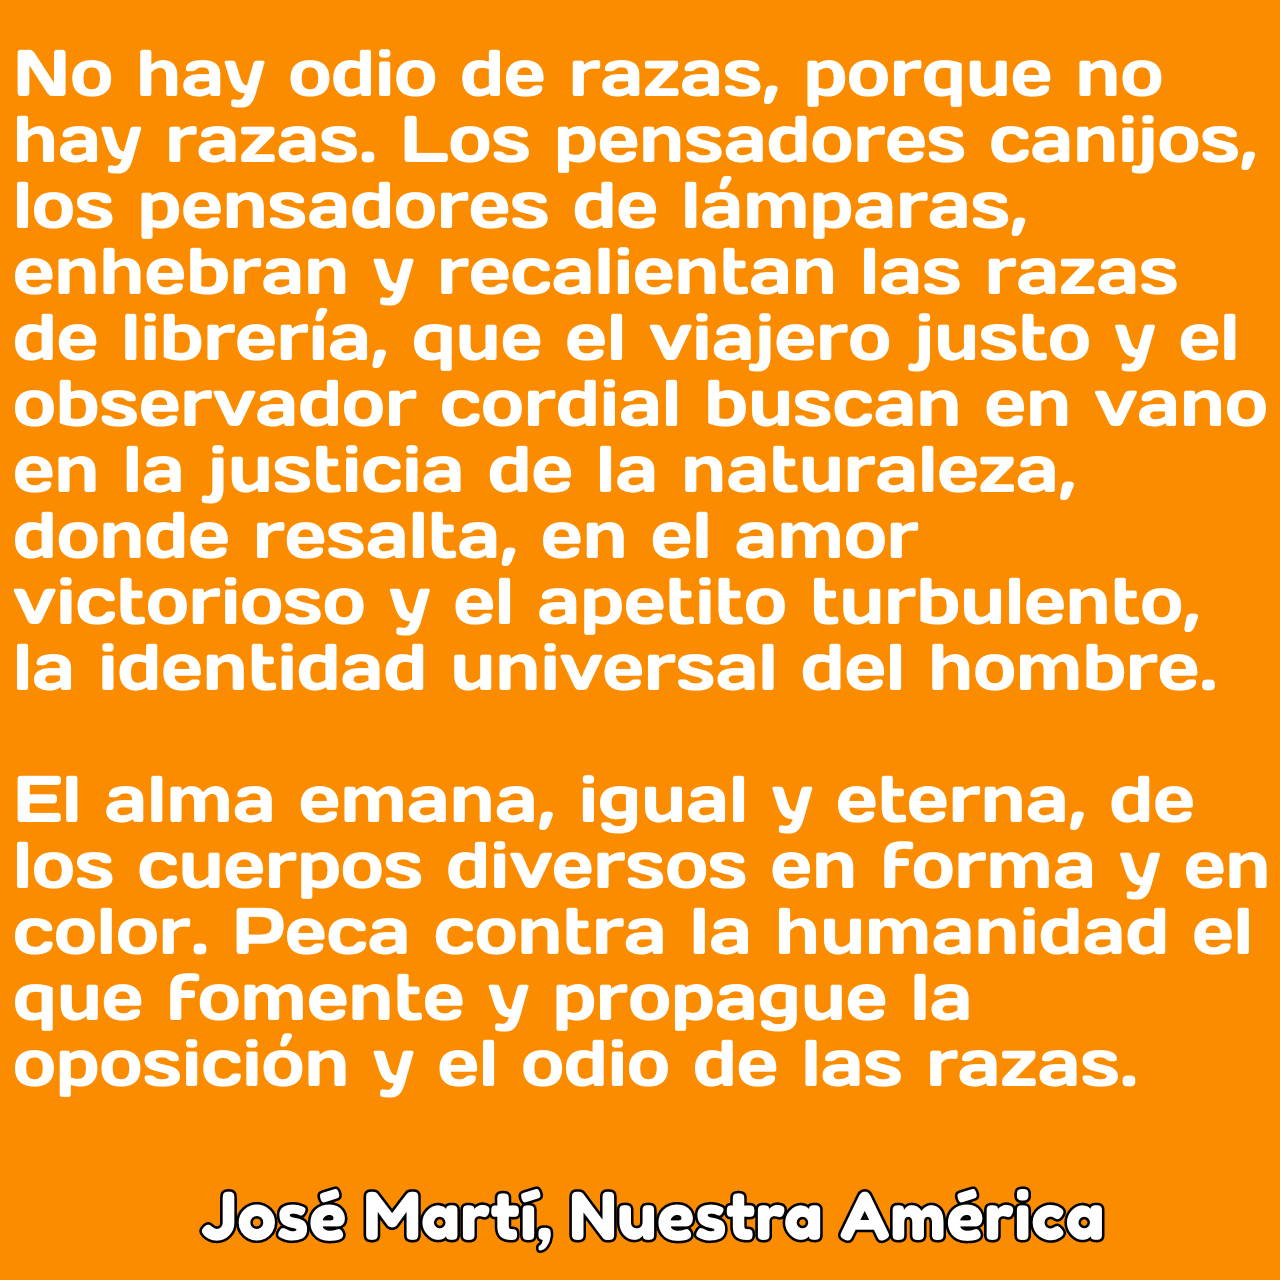 No hay odio de razas, porque no
hay razas. Los pensadores canijos,
los pensadores de lámparas,
enhebran y recalientan las razas
de librería, que el viajero justo y el
observador cordial buscan en vano
en la justicia de la naturaleza,
donde resalta, en el amor
victorioso y el apetito turbulento,
la identidad universal del hombre.
El alma emana, igual y eterna, de
los cuerpos diversos en forma y en
color. Peca contra la humanidad el
que fomente y propague la
oposición y el odio de las razas.
José Martí, Nuestra América